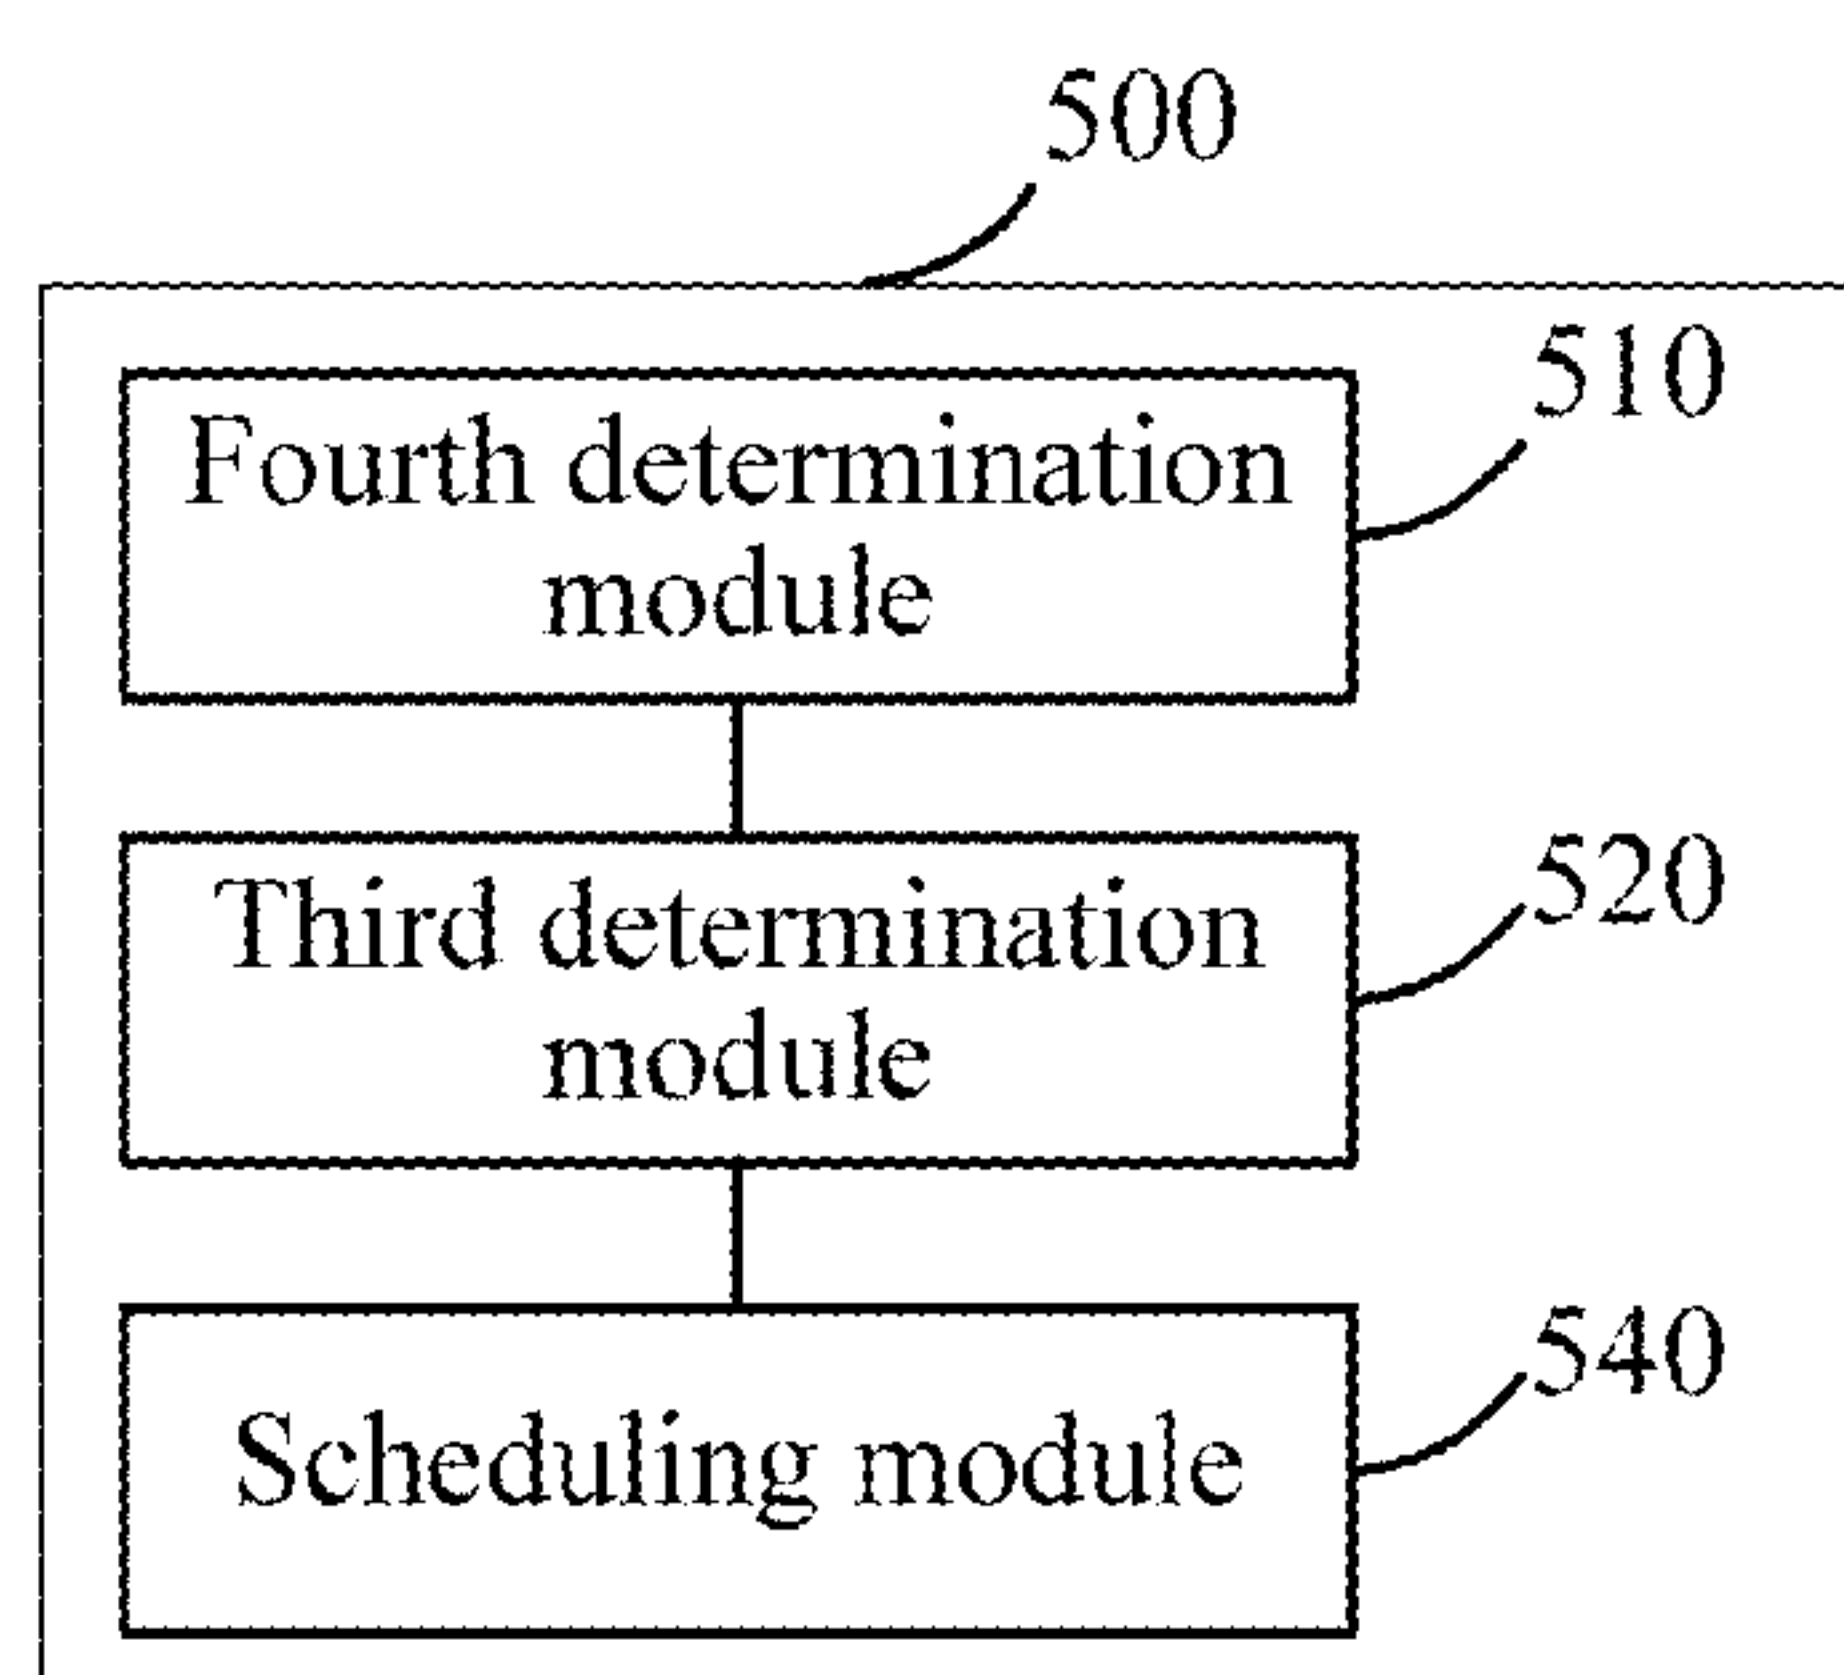 500
510
Fourth determination
module
520
Third determination
module
540
Scheduling module